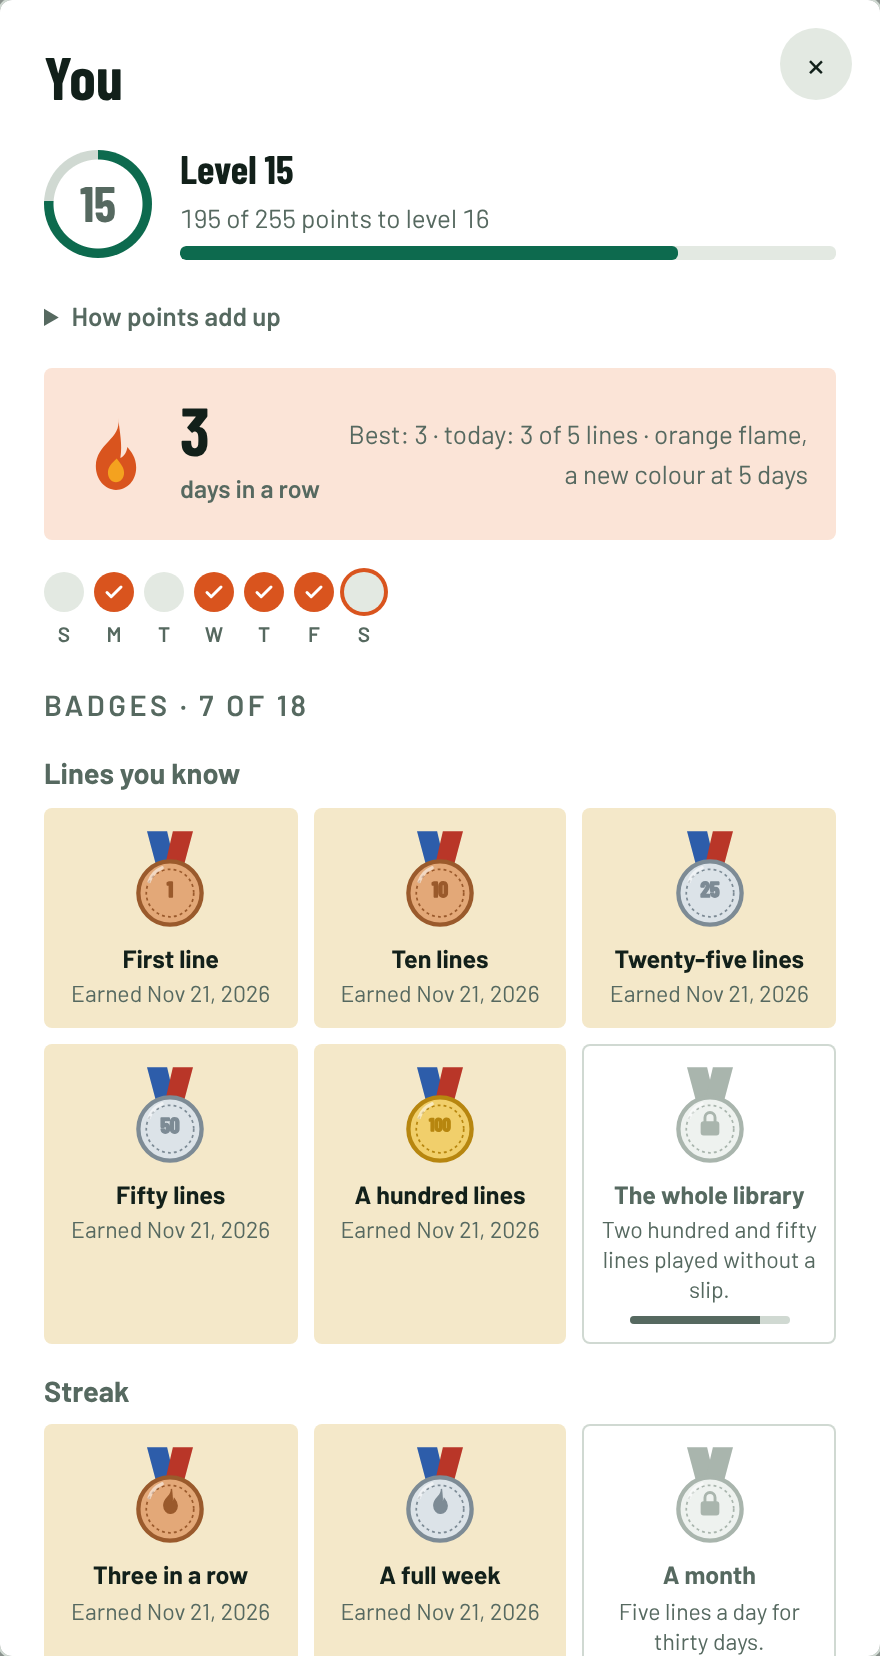 You
×
15
Level 15
195 of 255 points to level 16
How points add up
3
days in a row
Best: 3 · today: 3 of 5 lines · orange flame,
a new colour at 5 days
S M T W T F S
BADGES · 7 OF 18
Lines you know
1
First line
Earned Nov 21, 2026
10
Ten lines
Earned Nov 21, 2026
25
Twenty-five lines
Earned Nov 21, 2026
50
Fifty lines
Earned Nov 21, 2026
100
A hundred lines
Earned Nov 21, 2026
The whole library
Two hundred and fifty
lines played without a
slip.
Streak
Three in a row
Earned Nov 21, 2026
A full week
Earned Nov 21, 2026
A month
Five lines a day for
thirty days.